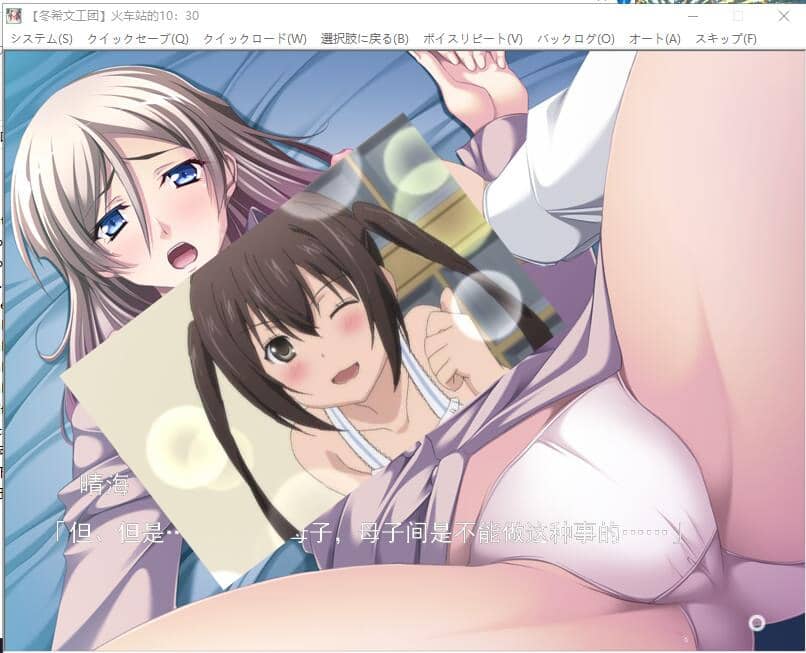 【冬希文工团】火车站的10：30
システム(S) クイックセーブ(Q) クイックロード(W) 選択肢に戻る(B) ボイスリピート(V) バックログ(O) オート(A) スキップ(F)
晴海
「但、但是… 母子，母子间是不能做这种事的……」